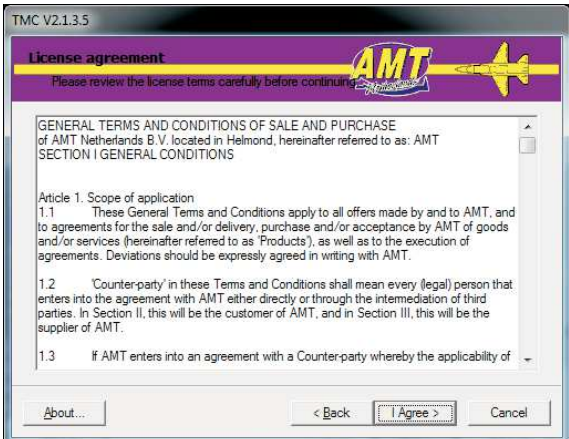 TMC V2.1.3.5
License agreement
Please review the license terms carefully before continuing
AMT
Netherlands
GENERAL TERMS AND CONDITIONS OF SALE AND PURCHASE
of AMT Netherlands B.V. located in Helmond, hereinafter referred to as: AMT
SECTION I GENERAL CONDITIONS
Article 1. Scope of application
1.1 These General Terms and Conditions apply to all offers made by and to AMT, and
to agreements for the sale and/or delivery, purchase and/or acceptance by AMT of goods
and/or services (hereinafter referred to as 'Products'), as well as to the execution of
agreements. Deviations should be expressly agreed in writing with AMT.
1.2 'Counter-party' in these Terms and Conditions shall mean every (legal) person that
enters into the agreement with AMT either directly or through the intermediation of third
parties. In Section II, this will be the customer of AMT, and in Section III, this will be the
supplier of AMT.
1.3 If AMT enters into an agreement with a Counter-party whereby the applicability of
About...
< Back
I Agree >
Cancel